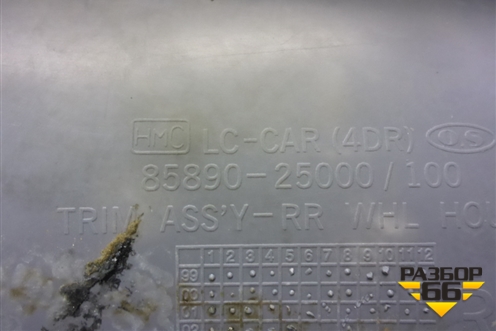 HMC LC-CAR (4DR) O.S
85890-25000/100
TRIM ASS'Y-RR WHL HOU
1 2 3 4 5 6 7 8 9 10 11 12
99
00
01
РАЗБОР
66